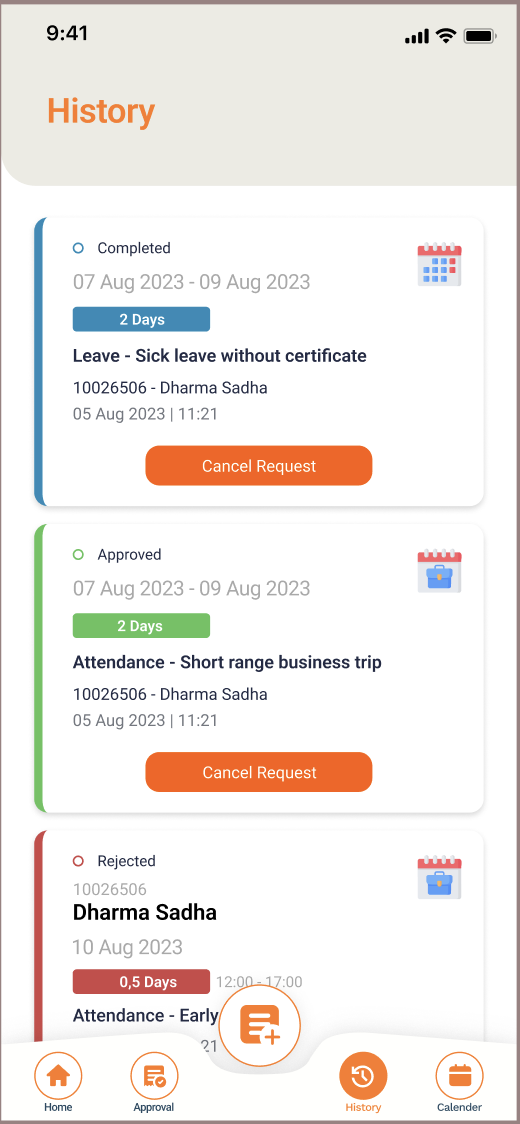 9:41
History
Completed
07 Aug 2023 - 09 Aug 2023
2 Days
Leave - Sick leave without certificate
10026506 - Dharma Sadha
05 Aug 2023 | 11:21
Cancel Request
Approved
07 Aug 2023 - 09 Aug 2023
2 Days
Attendance - Short range business trip
10026506 - Dharma Sadha
05 Aug 2023 | 11:21
Cancel Request
Rejected
10026506
Dharma Sadha
10 Aug 2023
0,5 Days 12:00 - 17:00
Attendance - Early
21
Home Approval History Calender